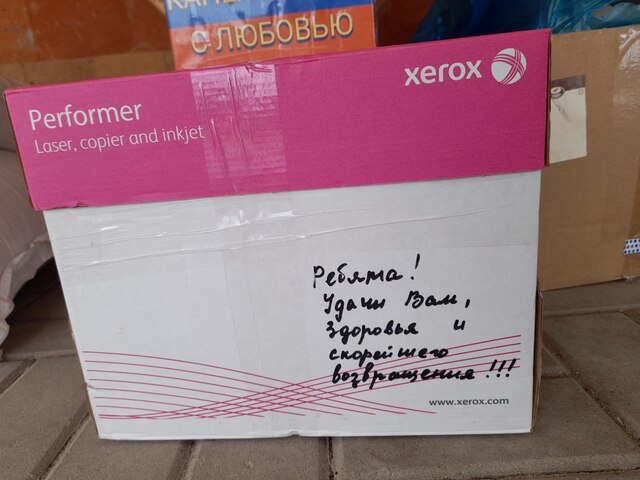 С ЛЮБОВЬЮ
xerox
Performer
Laser, copier and inkjet
Ребята!
Удачи Вам,
здоровья и
скорейшего
возвращения!!!
www.xerox.com